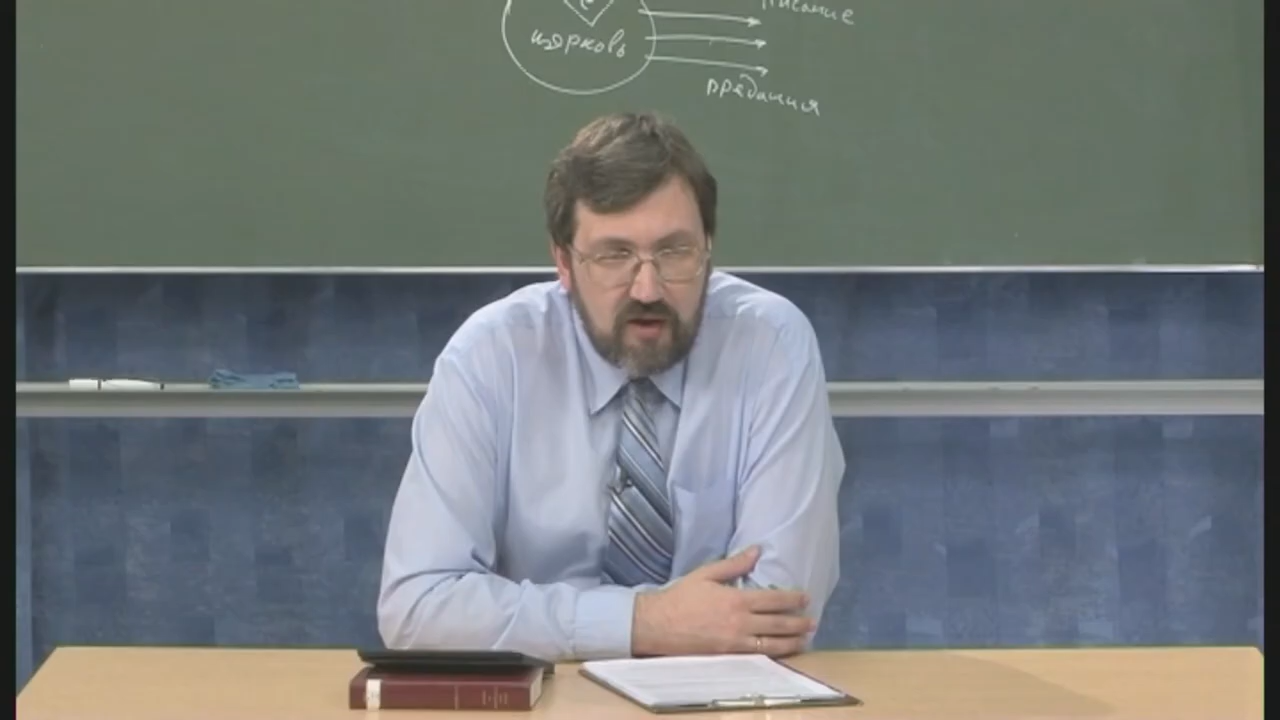 писание
церковь
предания